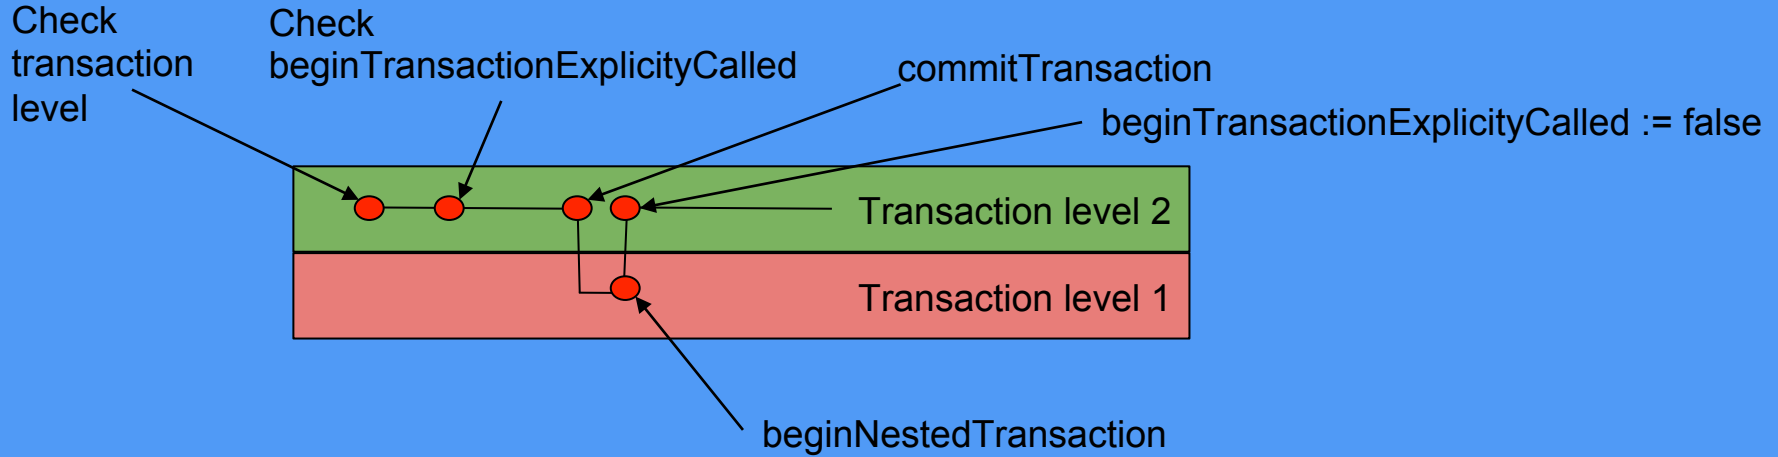 Check
transaction
level
Check
beginTransactionExplicityCalled
commitTransaction
beginTransactionExplicityCalled := false
Transaction level 2
Transaction level 1
beginNestedTransaction